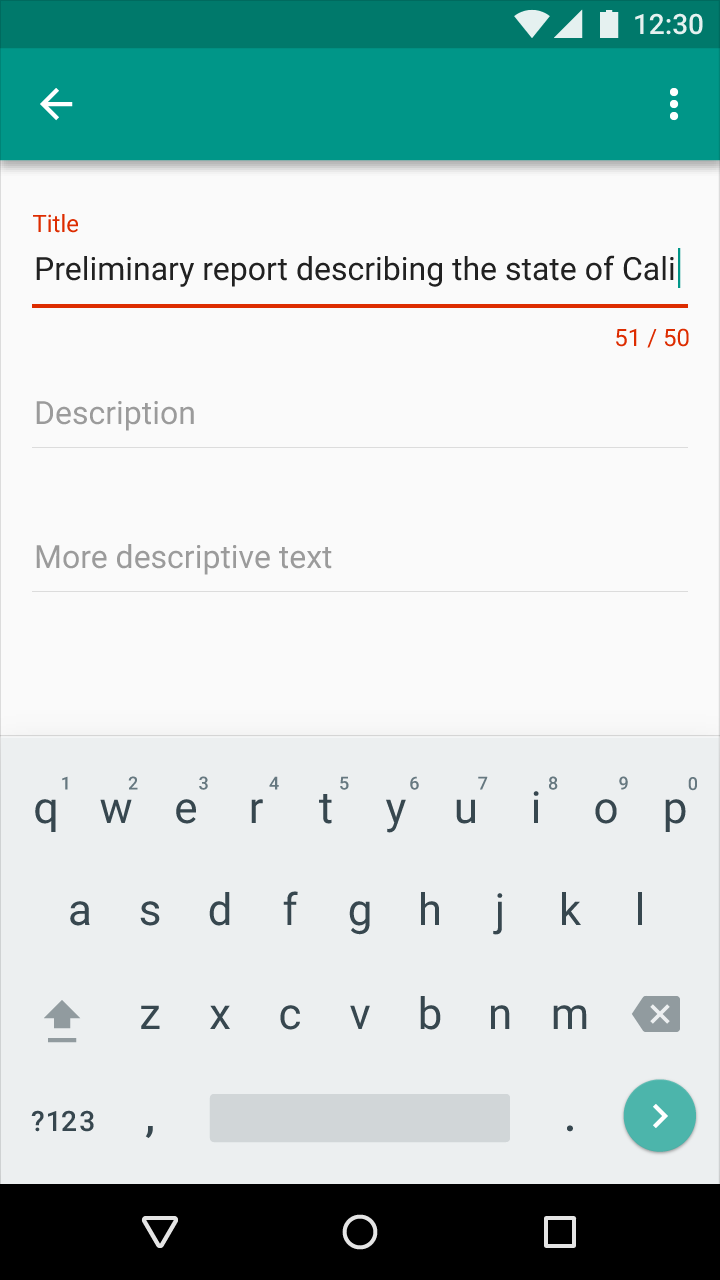 12:30
Title
Preliminary report describing the state of Cali
51 / 50
Description
More descriptive text
1 2 3 4 5 6 7 8 9 0
q w e r t y u i o p
a s d f g h j k l
z x c v b n m
?123 , .